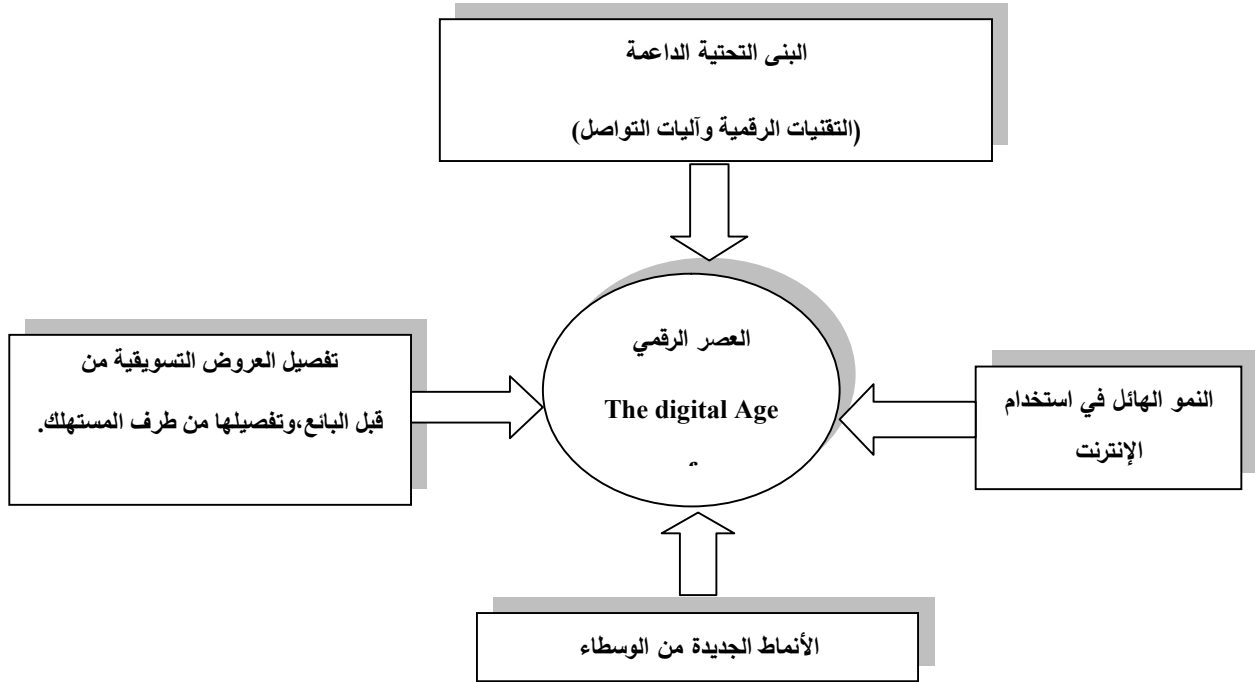 البنى التحتية الداعمة
(التقنيات الرقمية وآليات التواصل)
العصر الرقمي
The digital Age
النمو الهائل في استخدام
الإنترنت
تفصيل العروض التسويقية من
قبل البائع،وتفصيلها من طرف المستهلك.
الأنماط الجديدة من الوسطاء